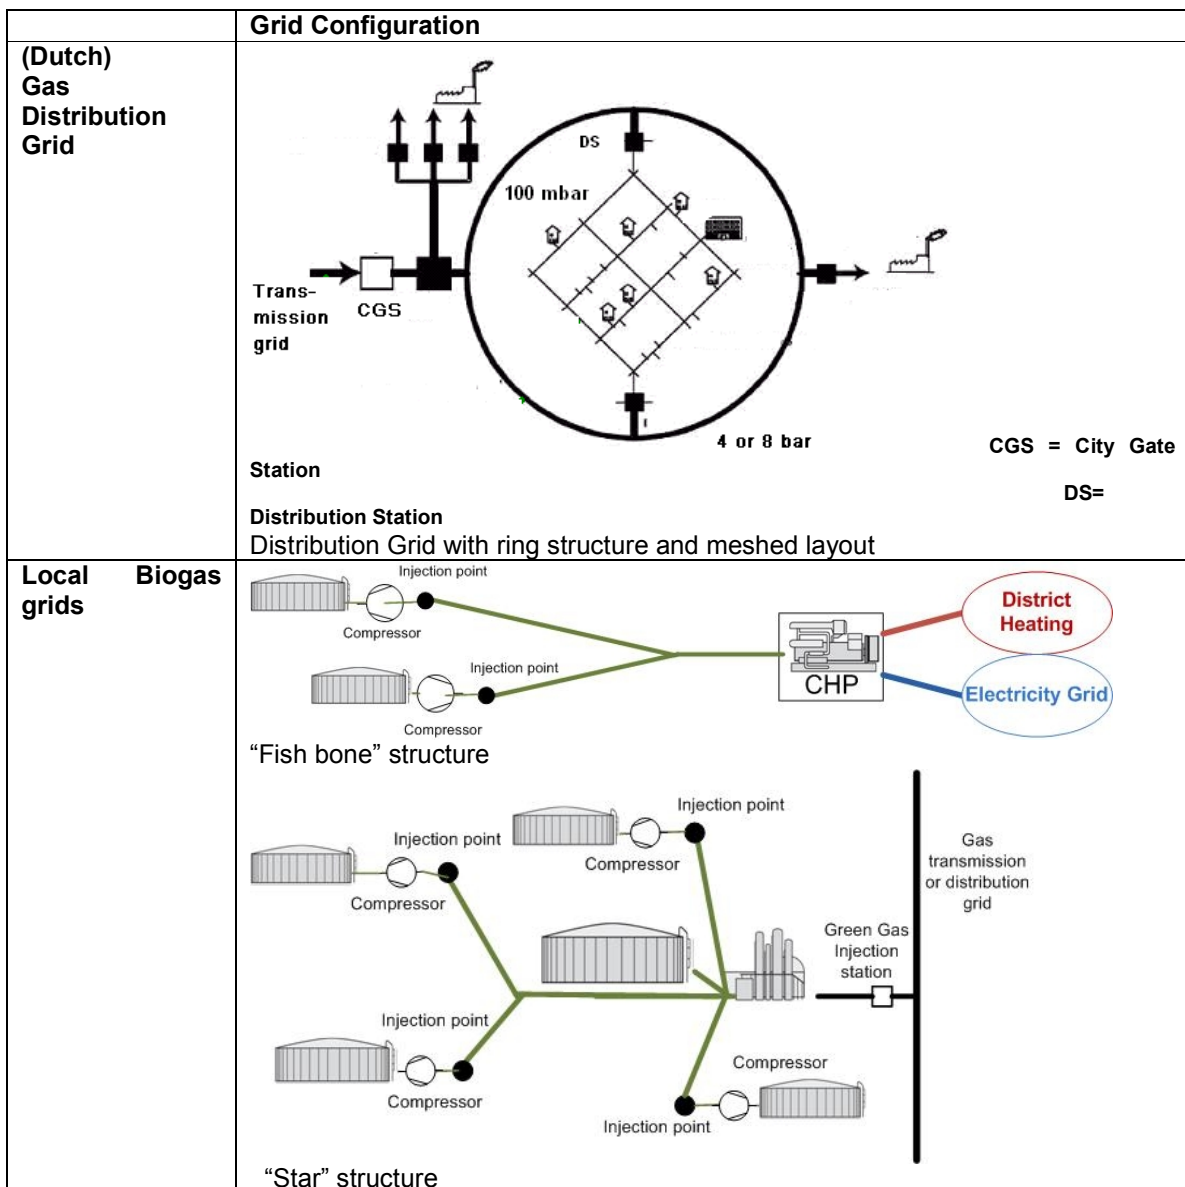 Grid Configuration
(Dutch)
Gas
Distribution
Grid
DS
100 mbar
Trans-
mission
grid
CGS
4 or 8 bar
CGS = City Gate
Station
DS=
Distribution Station
Distribution Grid with ring structure and meshed layout
Local Biogas
grids
Injection point
Compressor
Injection point
Compressor
CHP
District
Heating
Electricity Grid
“Fish bone” structure
Injection point
Compressor
Injection point
Compressor
Gas
transmission
or distribution
grid
Green Gas
Injection
station
Injection point
Compressor
Compressor
Injection point
“Star” structure